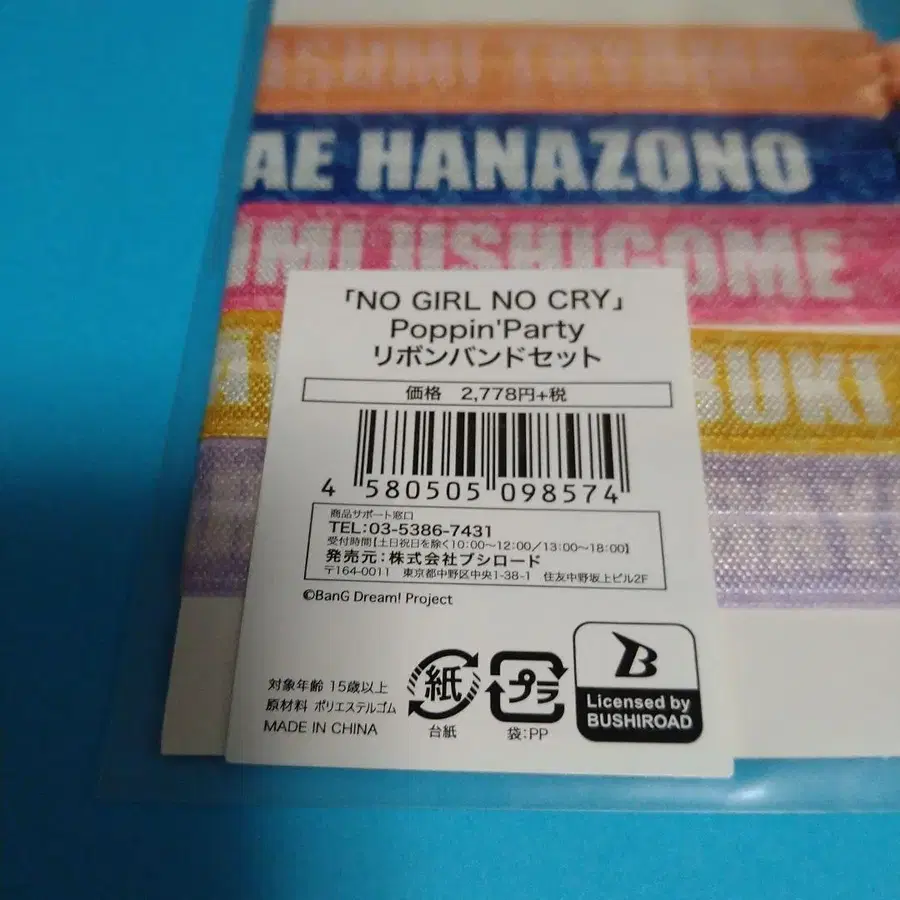 ASUMI TOYAMA
AE HANAZONO
UMI USHIGOME
BUKI
「NO GIRL NO CRY」
Poppin'Party
リボンバンドセット
価格 2,778円+税
4 580505 098574
商品サポート窓口
TEL:03-5386-7431
受付時間【土日祝日を除く10:00〜12:00/13:00〜18:00】
発売元:株式会社ブシロード
〒164-0011 東京都中野区中央1-38-1 住友中野坂上ビル2F
©BanG Dream! Project
対象年齢 15歳以上
原材料 ポリエステルゴム
MADE IN CHINA
紙
台紙
プラ
袋:PP
B
Licensed by
BUSHIROAD